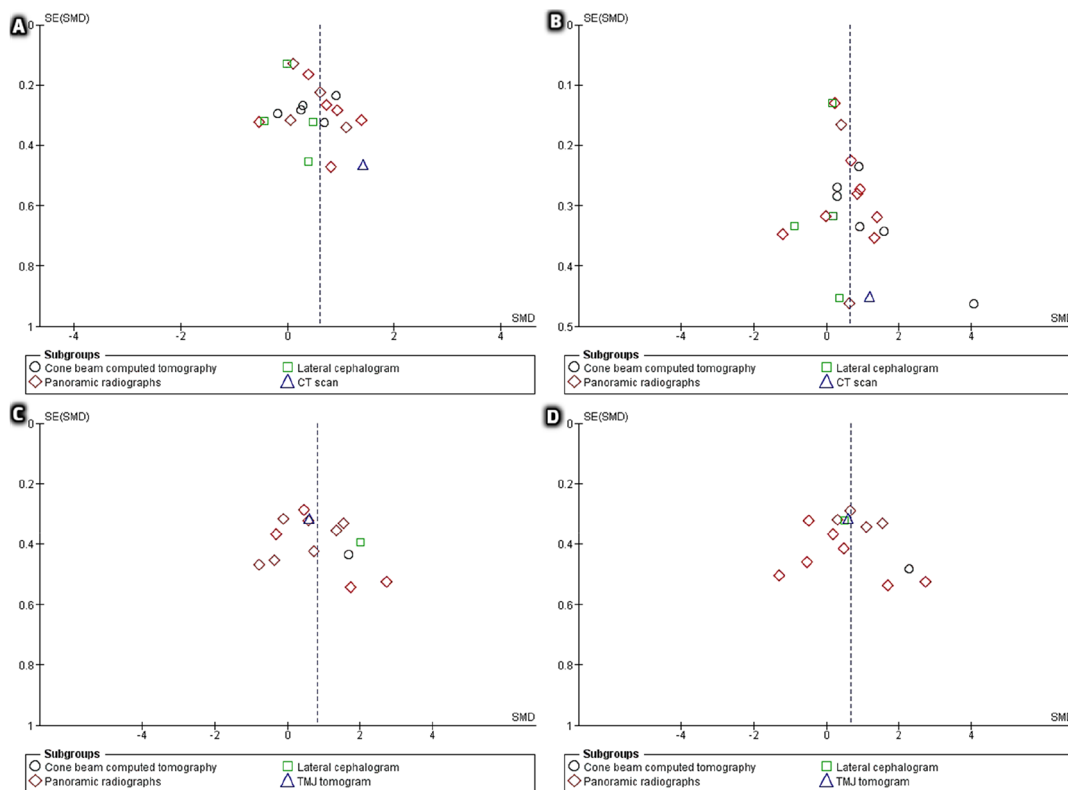 A
SE(SMD)
0
0.2
0.4
0.6
0.8
1
-4
-2
0
2
4
SMD
Subgroups
Cone beam computed tomography
Lateral cephalogram
Panoramic radiographs
CT scan
B
SE(SMD)
0
0.1
0.2
0.3
0.4
0.5
-4
-2
0
2
4
SMD
Subgroups
Cone beam computed tomography
Lateral cephalogram
Panoramic radiographs
CT scan
C
SE(SMD)
0
0.2
0.4
0.6
0.8
1
-4
-2
0
2
4
SMD
Subgroups
Cone beam computed tomography
Lateral cephalogram
Panoramic radiographs
TMJ tomogram
D
SE(SMD)
0
0.2
0.4
0.6
0.8
1
-4
-2
0
2
4
SMD
Subgroups
Cone beam computed tomography
Lateral cephalogram
Panoramic radiographs
TMJ tomogram